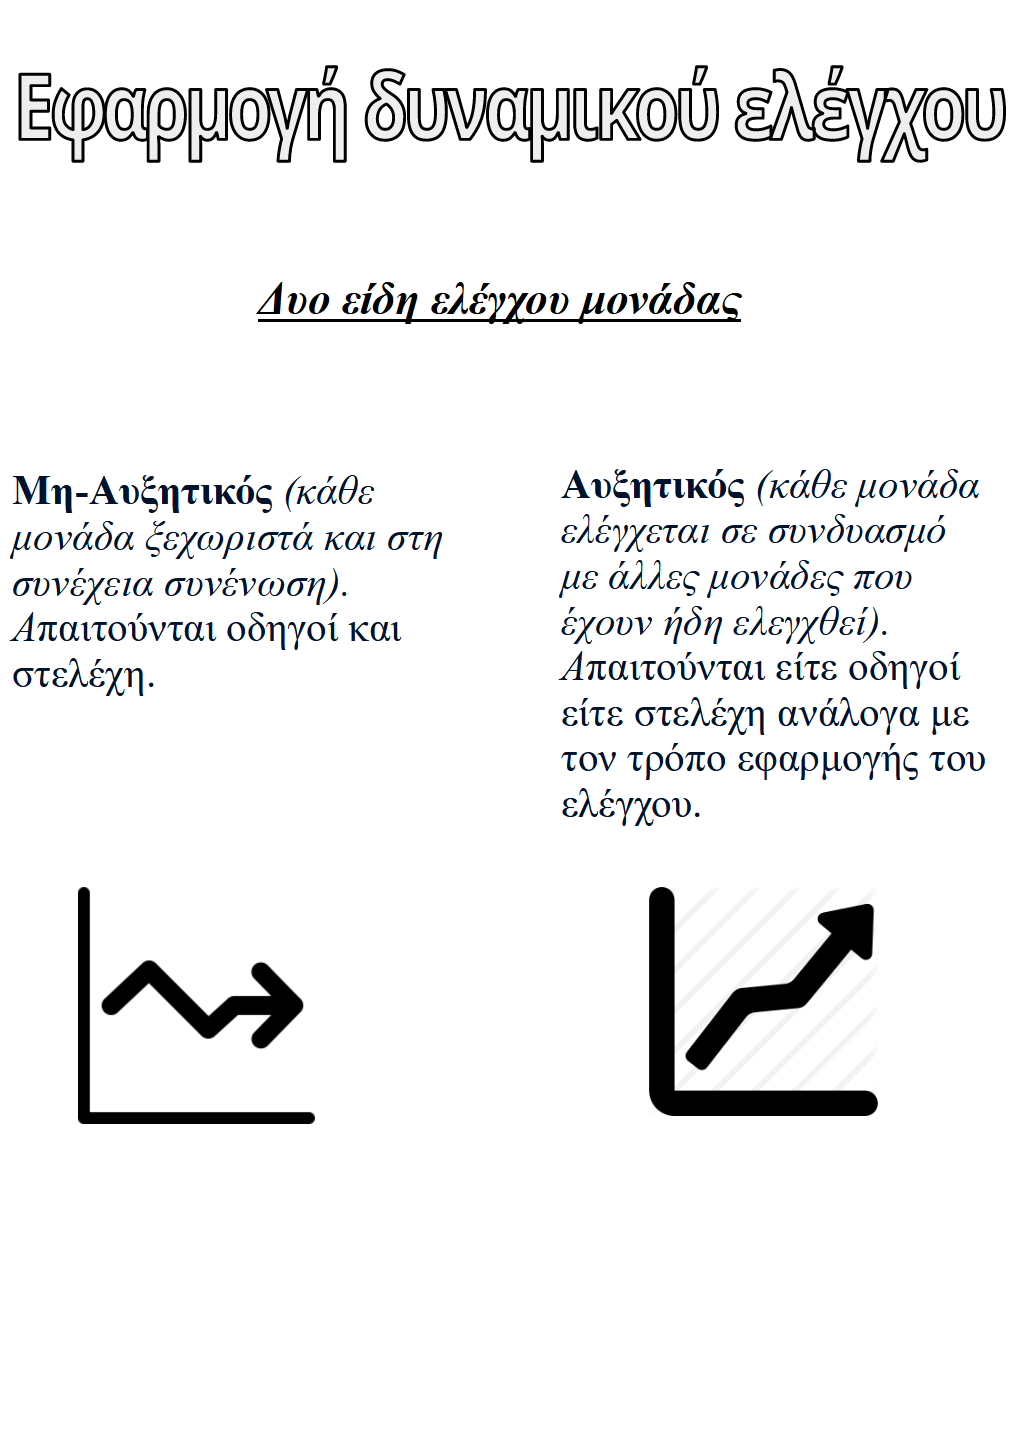 Εφαρμογή δυναμικού ελέγχου
Δυο είδη ελέγχου μονάδας
Μη-Αυξητικός (κάθε
μονάδα ξεχωριστά και στη
συνέχεια συνένωση).
Απαιτούνται οδηγοί και
στελέχη.
Αυξητικός (κάθε μονάδα
ελέγχεται σε συνδυασμό
με άλλες μονάδες που
έχουν ήδη ελεγχθεί).
Απαιτούνται είτε οδηγοί
είτε στελέχη ανάλογα με
τον τρόπο εφαρμογής του
ελέγχου.